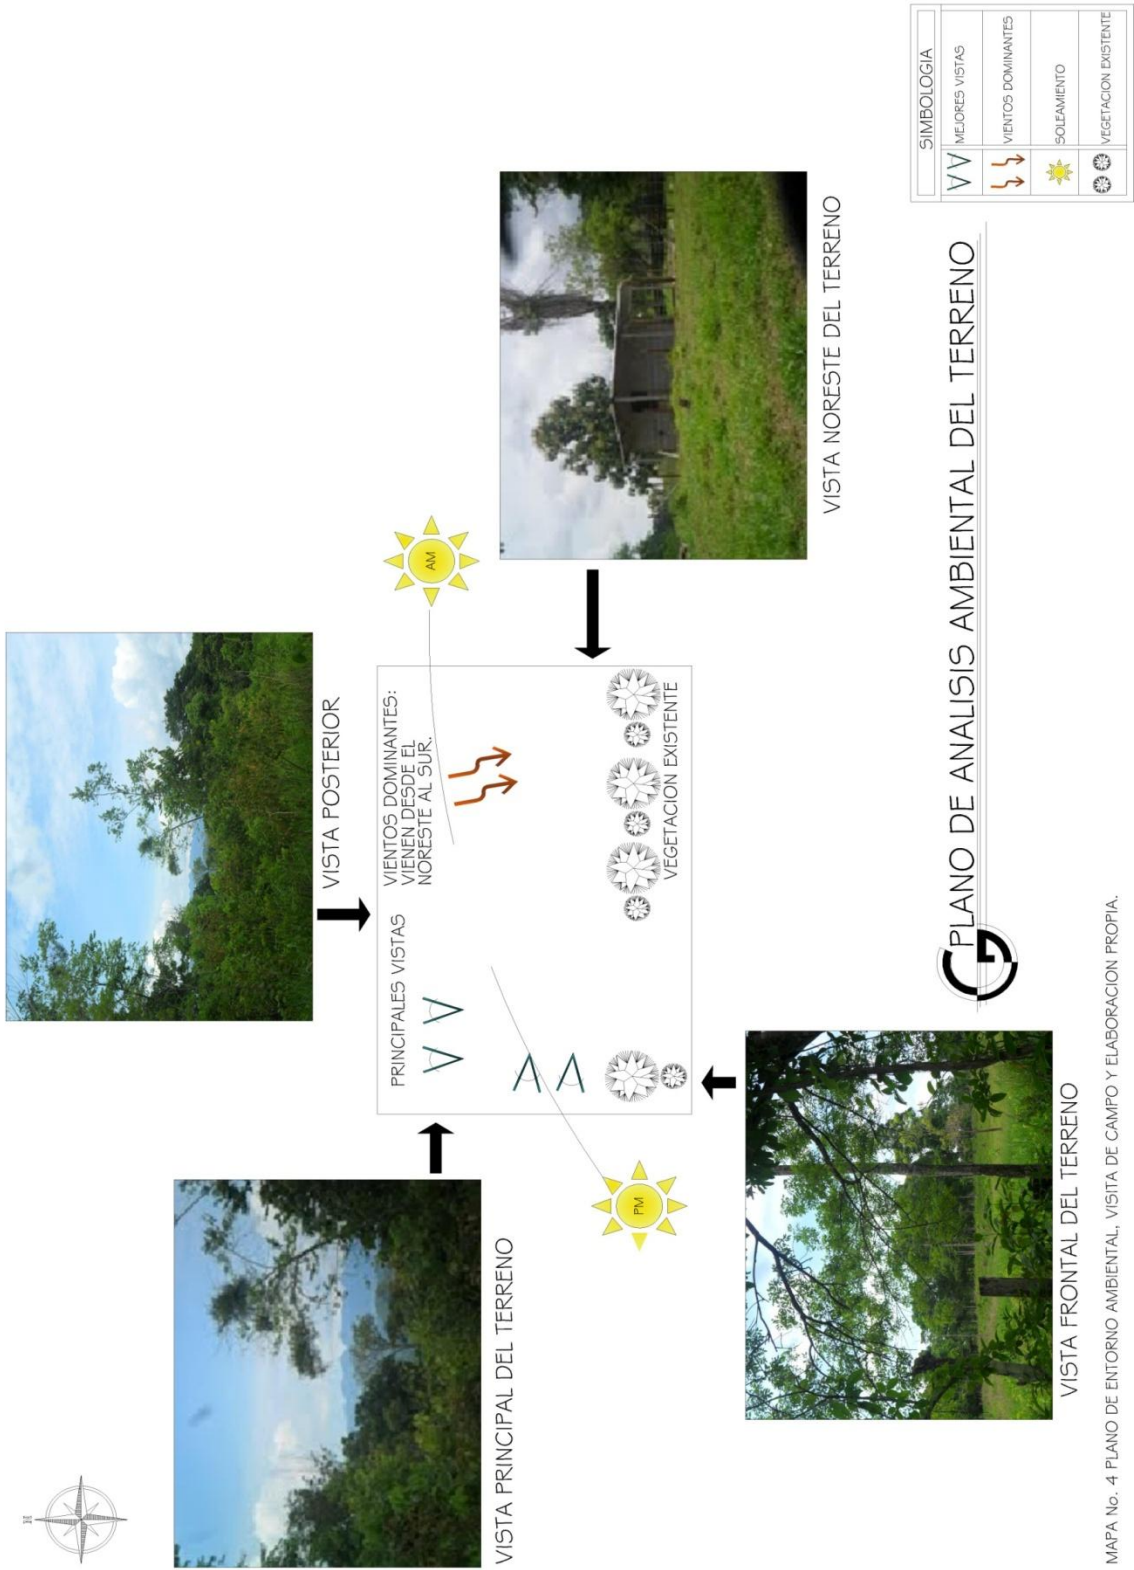 N
VISTA PRINCIPAL DEL TERRENO
VISTA POSTERIOR
PRINCIPALES VISTAS
VIENTOS DOMINANTES:
VIENEN DESDE EL
NORESTE AL SUR.
AM
PM
VEGETACION EXISTENTE
VISTA NORESTE DEL TERRENO
VISTA FRONTAL DEL TERRENO
PLANO DE ANALISIS AMBIENTAL DEL TERRENO
SIMBOLOGIA
MEJORES VISTAS
VIENTOS DOMINANTES
SOLEAMIENTO
VEGETACION EXISTENTE
MAPA No. 4 PLANO DE ENTORNO AMBIENTAL, VISITA DE CAMPO Y ELABORACION PROPIA.